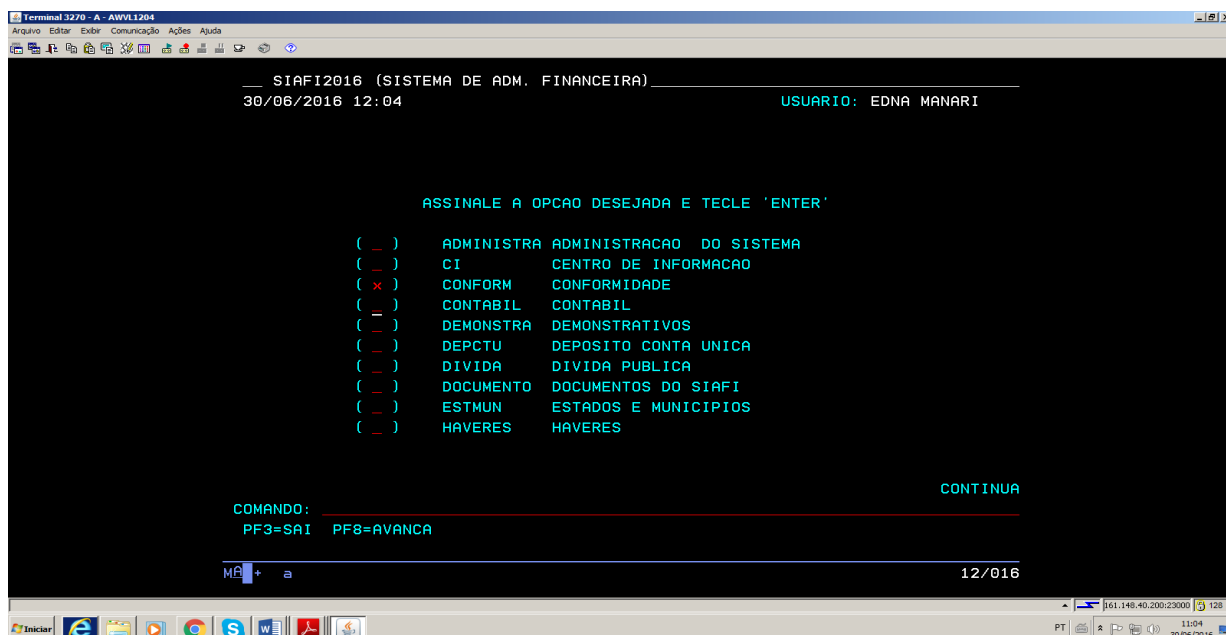 Terminal 3270 - A - AWVL1204
Arquivo Editar Exibir Comunicação Ações Ajuda
__ SIAFI2016 (SISTEMA DE ADM. FINANCEIRA)
30/06/2016 12:04 USUARIO: EDNA MANARI
ASSINALE A OPCAO DESEJADA E TECLE 'ENTER'
( _ ) ADMINISTRA ADMINISTRACAO DO SISTEMA
( _ ) CI CENTRO DE INFORMACAO
( x ) CONFORM CONFORMIDADE
( _ ) CONTABIL CONTABIL
( _ ) DEMONSTRA DEMONSTRATIVOS
( _ ) DEPCTU DEPOSITO CONTA UNICA
( _ ) DIVIDA DIVIDA PUBLICA
( _ ) DOCUMENTO DOCUMENTOS DO SIAFI
( _ ) ESTMUN ESTADOS E MUNICIPIOS
( _ ) HAVERES HAVERES
CONTINUA
COMANDO:
PF3=SAI PF8=AVANCA
MA + a 12/016
161.148.40.200:23000 128
Iniciar PT 11:04
30/06/2016